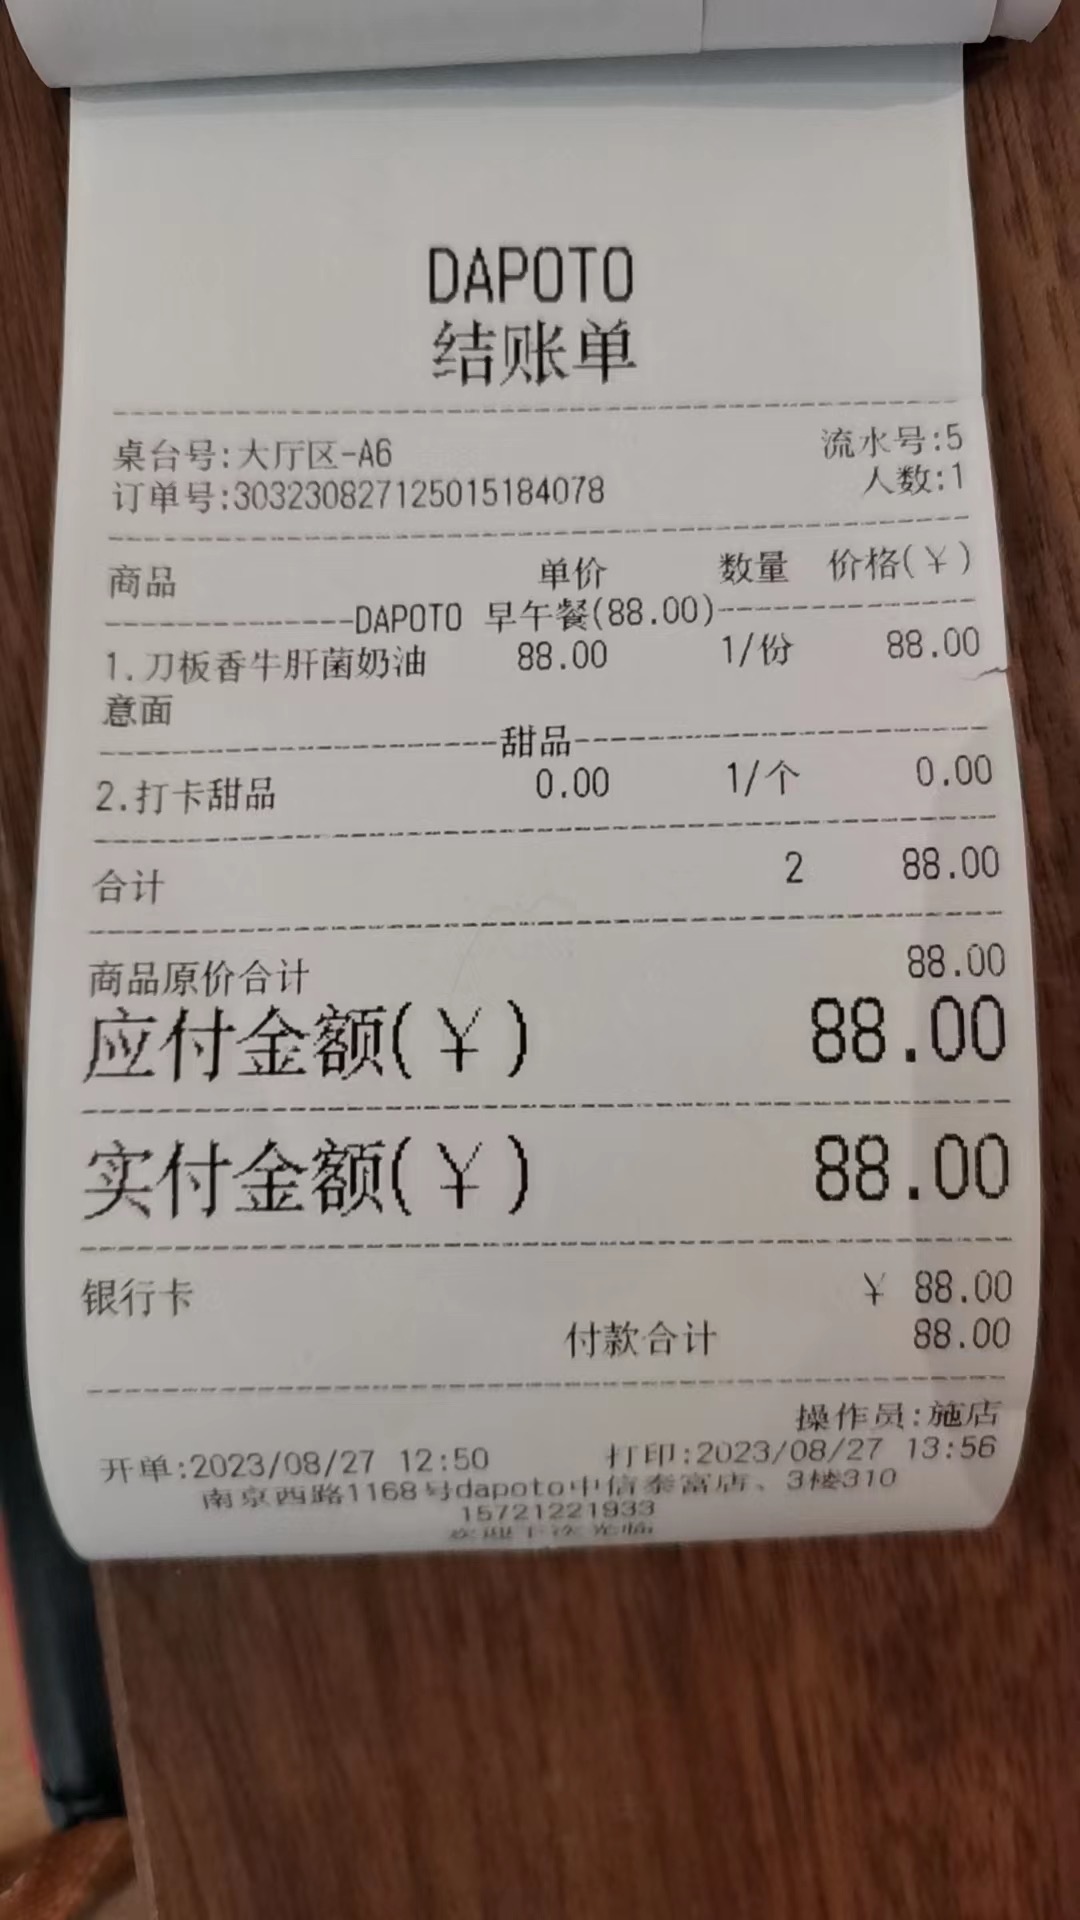 DAPOTO
结账单
桌台号:大厅区-A6 流水号:5
订单号:303230827125015184078 人数:1
商品 单价 数量 价格(¥)
--------------DAPOTO 早午餐(88.00)--------------
1.刀板香牛肝菌奶油 88.00 1/份 88.00
意面
----------------------甜品----------------------
2.打卡甜品 0.00 1/个 0.00
合计 2 88.00
商品原价合计 88.00
应付金额(¥) 88.00
实付金额(¥) 88.00
银行卡 ¥ 88.00
付款合计 88.00
操作员:施店
开单:2023/08/27 12:50 打印:2023/08/27 13:56
南京西路1168号dapoto中信泰富店、3楼310
15721221933
欢迎下次光临